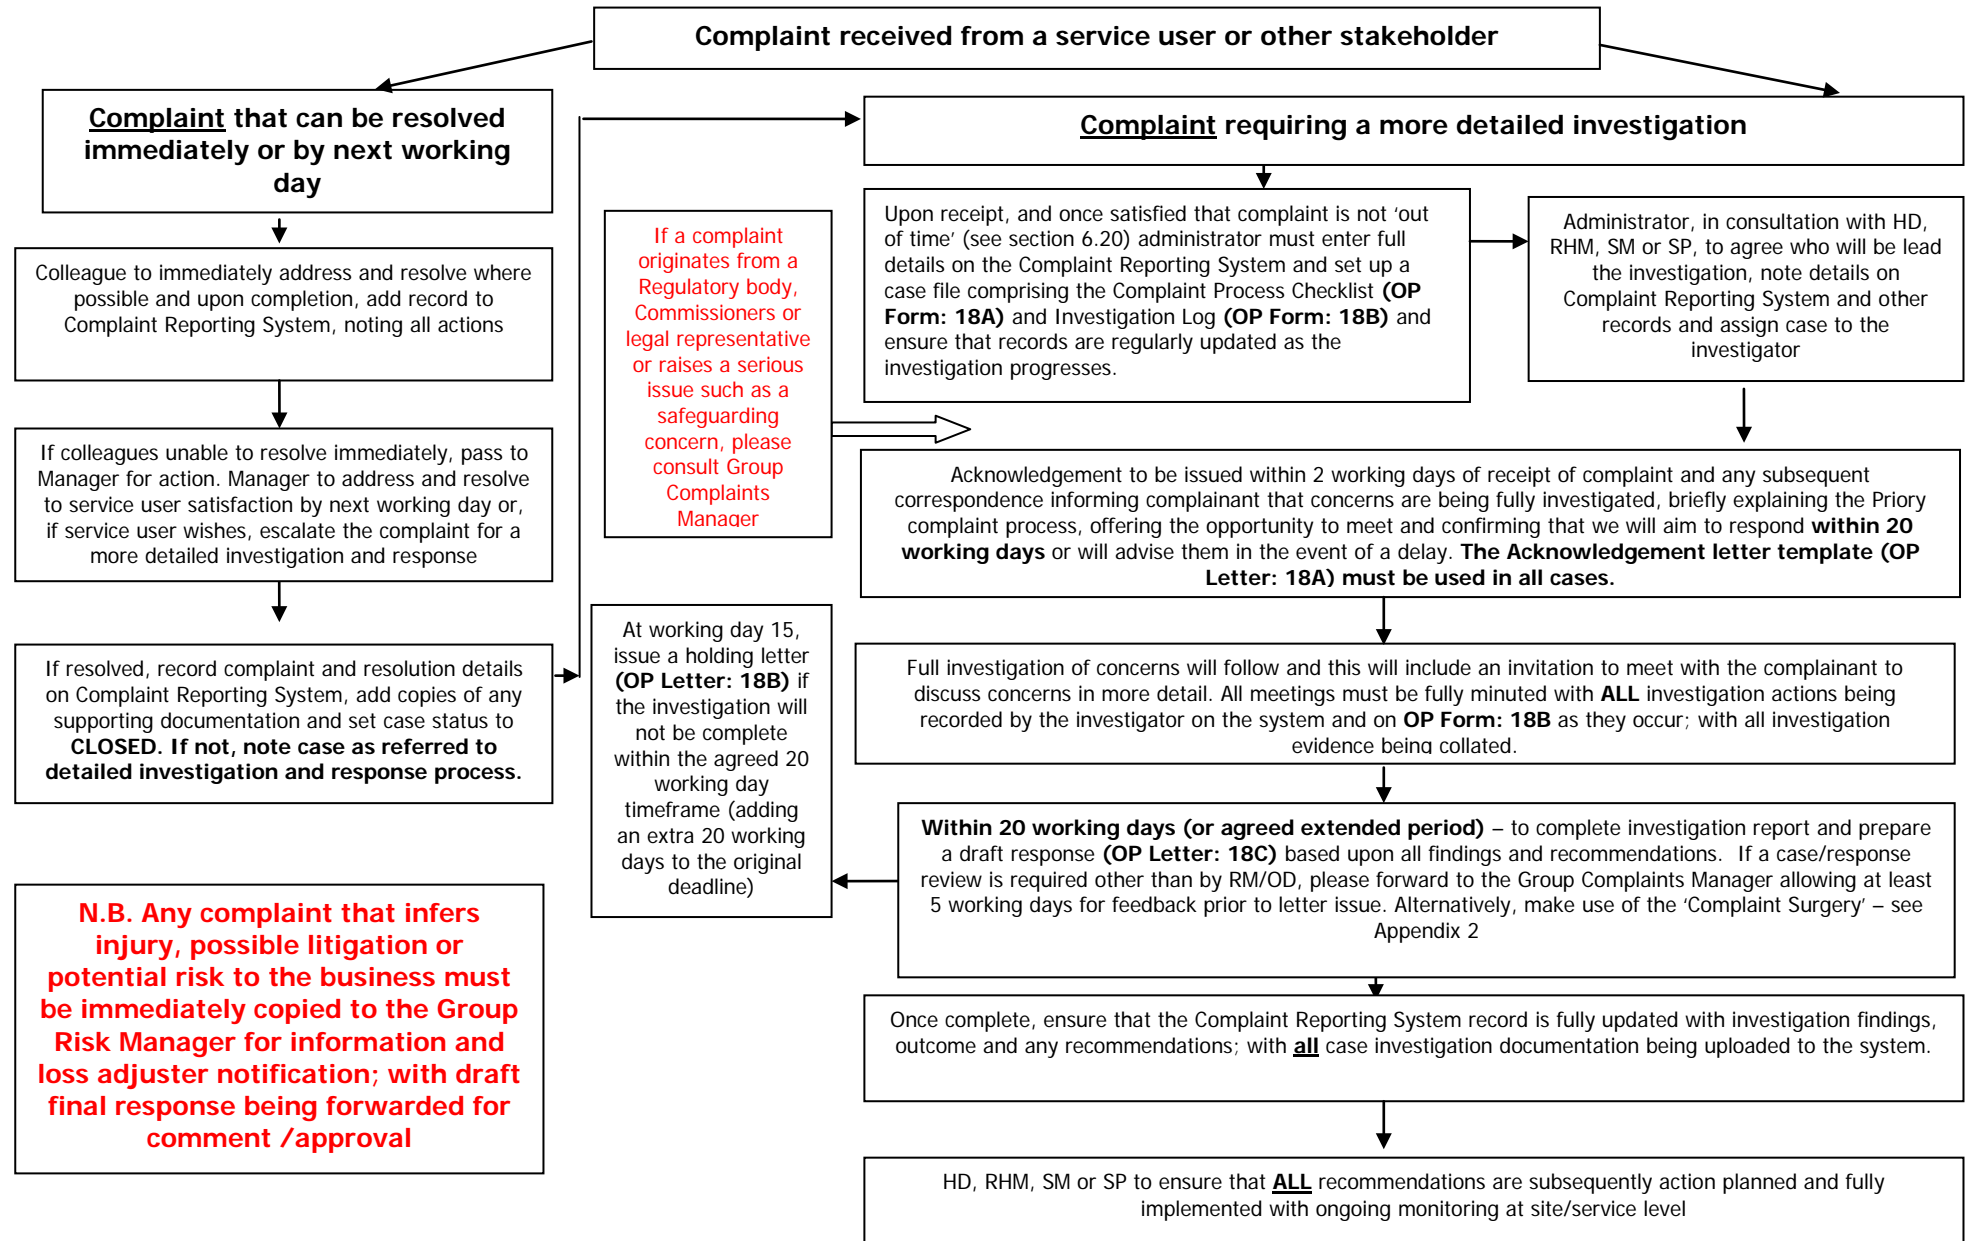 Complaint received from a service user or other stakeholder
Complaint that can be resolved
immediately or by next working
day
Colleague to immediately address and resolve where
possible and upon completion, add record to
Complaint Reporting System, noting all actions
If colleagues unable to resolve immediately, pass to
Manager for action. Manager to address and resolve
to service user satisfaction by next working day or,
if service user wishes, escalate the complaint for a
more detailed investigation and response
If resolved, record complaint and resolution details
on Complaint Reporting System, add copies of any
supporting documentation and set case status to
CLOSED. If not, note case as referred to
detailed investigation and response process.
N.B. Any complaint that infers
injury, possible litigation or
potential risk to the business must
be immediately copied to the Group
Risk Manager for information and
loss adjuster notification; with draft
final response being forwarded for
comment /approval
If a complaint
originates from a
Regulatory body,
Commissioners or
legal representative
or raises a serious
issue such as a
safeguarding
concern, please
consult Group
Complaints
Manager
At working day 15,
issue a holding letter
(OP Letter: 18B) if
the investigation will
not be complete
within the agreed 20
working day
timeframe (adding
an extra 20 working
days to the original
deadline)
Complaint requiring a more detailed investigation
Upon receipt, and once satisfied that complaint is not ‘out
of time’ (see section 6.20) administrator must enter full
details on the Complaint Reporting System and set up a
case file comprising the Complaint Process Checklist (OP
Form: 18A) and Investigation Log (OP Form: 18B) and
ensure that records are regularly updated as the
investigation progresses.
Administrator, in consultation with HD,
RHM, SM or SP, to agree who will be lead
the investigation, note details on
Complaint Reporting System and other
records and assign case to the
investigator
Acknowledgement to be issued within 2 working days of receipt of complaint and any subsequent
correspondence informing complainant that concerns are being fully investigated, briefly explaining the Priory
complaint process, offering the opportunity to meet and confirming that we will aim to respond within 20
working days or will advise them in the event of a delay. The Acknowledgement letter template (OP
Letter: 18A) must be used in all cases.
Full investigation of concerns will follow and this will include an invitation to meet with the complainant to
discuss concerns in more detail. All meetings must be fully minuted with ALL investigation actions being
recorded by the investigator on the system and on OP Form: 18B as they occur; with all investigation
evidence being collated.
Within 20 working days (or agreed extended period) – to complete investigation report and prepare
a draft response (OP Letter: 18C) based upon all findings and recommendations. If a case/response
review is required other than by RM/OD, please forward to the Group Complaints Manager allowing at least
5 working days for feedback prior to letter issue. Alternatively, make use of the ‘Complaint Surgery’ – see
Appendix 2
Once complete, ensure that the Complaint Reporting System record is fully updated with investigation findings,
outcome and any recommendations; with all case investigation documentation being uploaded to the system.
HD, RHM, SM or SP to ensure that ALL recommendations are subsequently action planned and fully
implemented with ongoing monitoring at site/service level